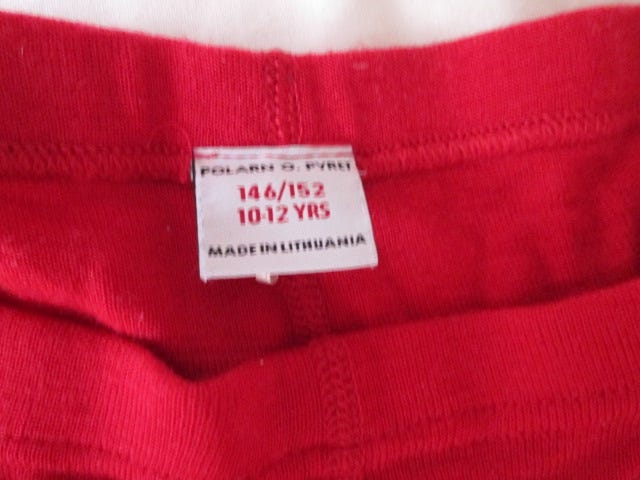 POLARN O. PYRET
146/152
10-12 YRS
MADE IN LITHUANIA